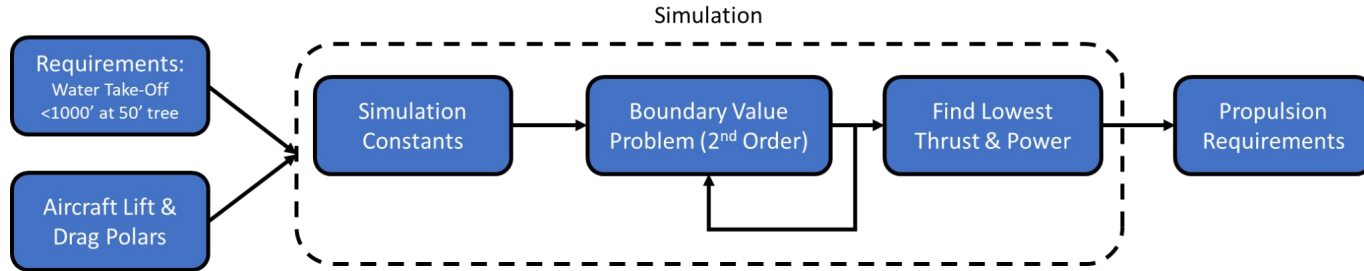 Simulation
Requirements:
Water Take-Off
<1000’ at 50’ tree
Aircraft Lift &
Drag Polars
Simulation
Constants
Boundary Value
Problem (2nd Order)
Find Lowest
Thrust & Power
Propulsion
Requirements